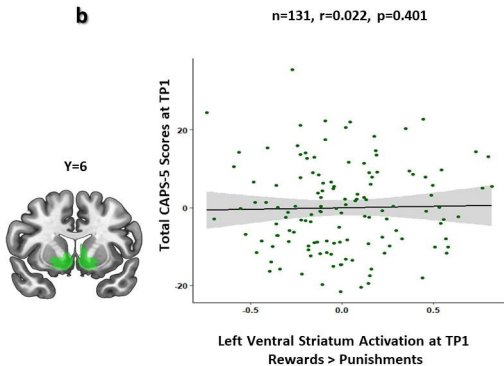 b
n=131, r=0.022, p=0.401
Y=6
Total CAPS-5 Scores at TP1
20
0
-20
-0.5
0.0
0.5
Left Ventral Striatum Activation at TP1
Rewards > Punishments